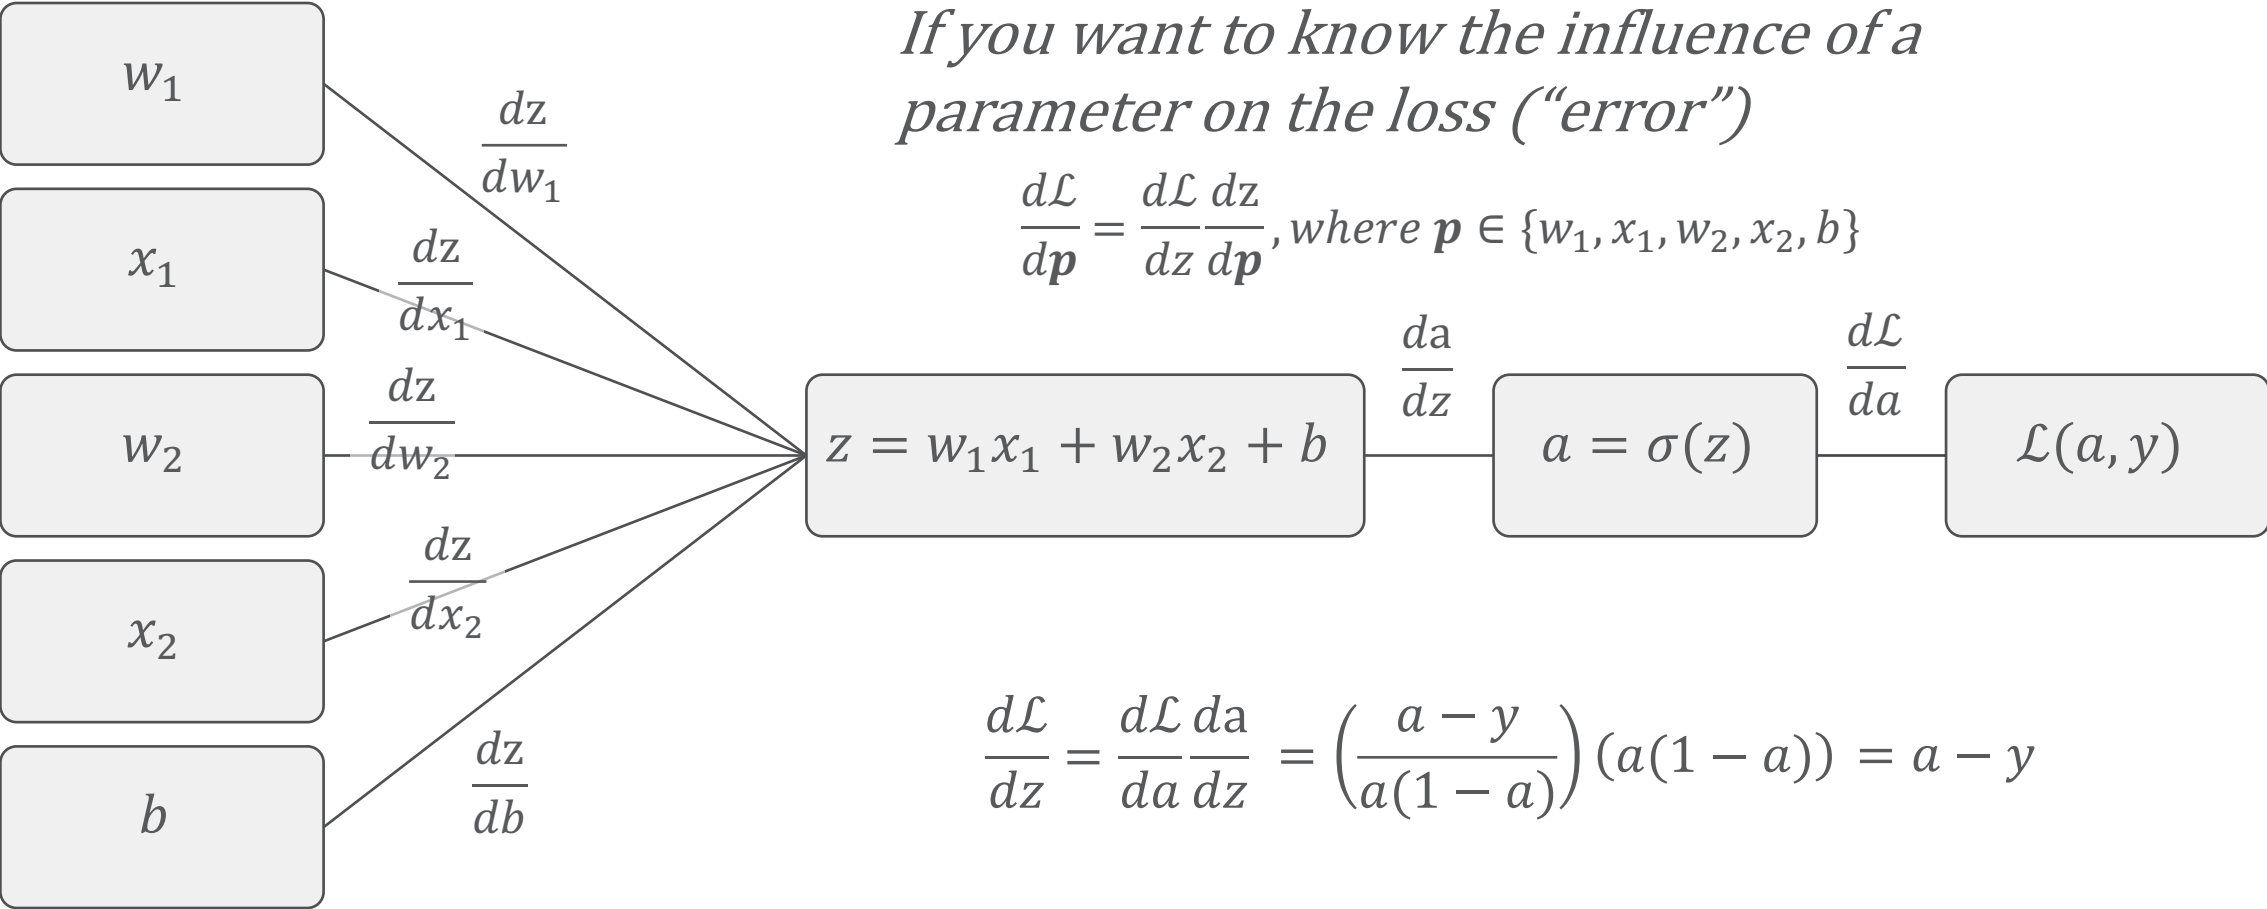 If you want to know the influence of a
parameter on the loss (“error”)
dℒ/d𝒑 = dℒ/dz dz/d𝒑, where 𝒑 ∈ {w₁, x₁, w₂, x₂, b}
w₁
dz/dw₁
x₁
dz/dx₁
w₂
dz/dw₂
x₂
dz/dx₂
b
dz/db
z = w₁x₁ + w₂x₂ + b
da/dz
a = σ(z)
dℒ/da
ℒ(a, y)
dℒ/dz = dℒ/da da/dz = ((a − y)/(a(1 − a))) (a(1 − a)) = a − y